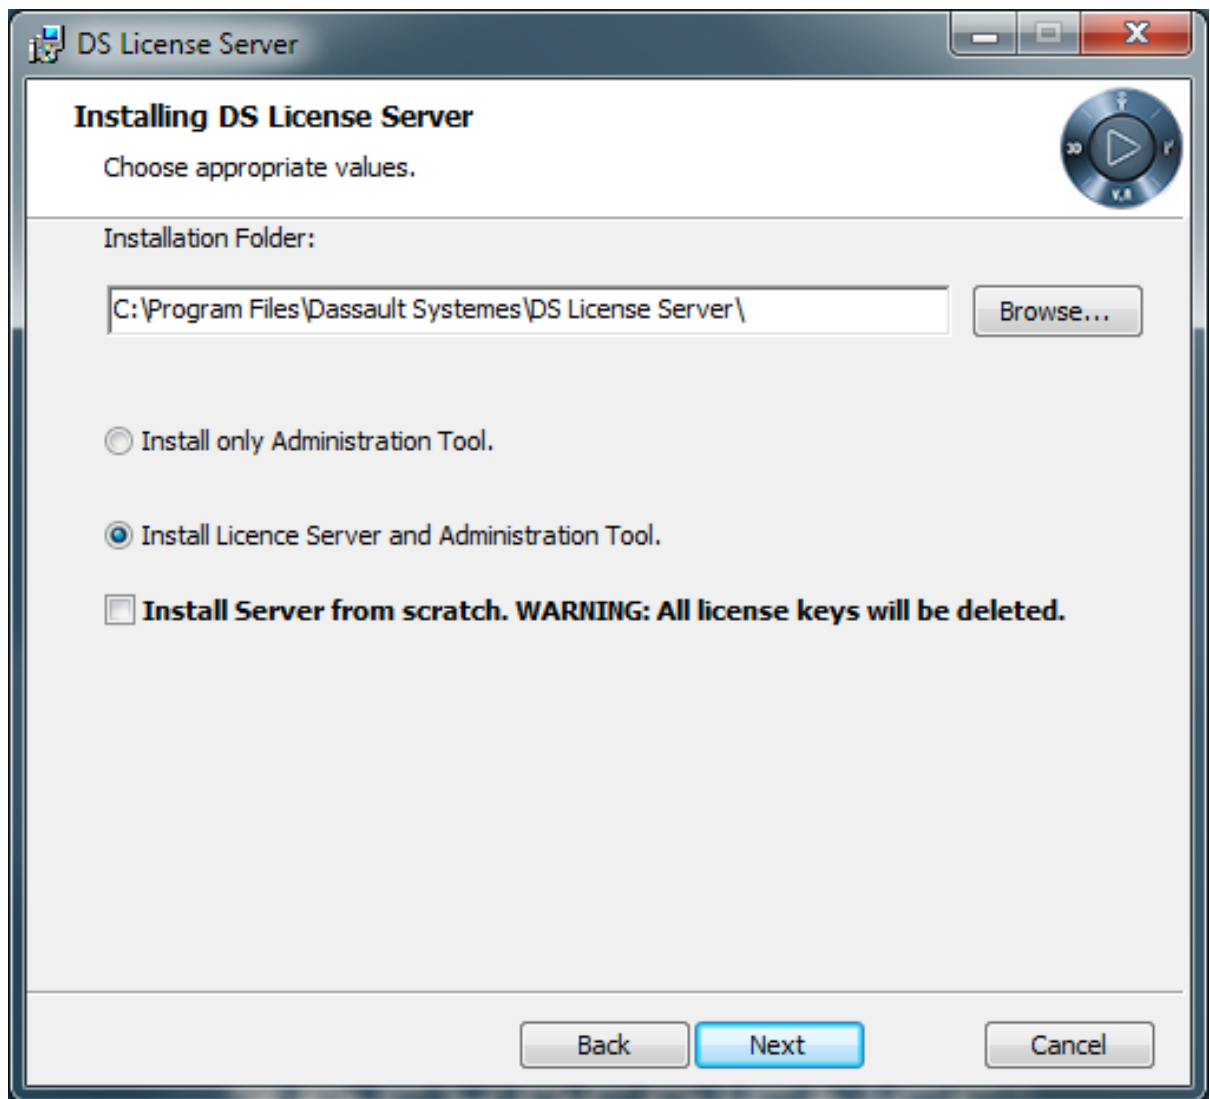 DS License Server
Installing DS License Server
Choose appropriate values.
3D
V,R
Installation Folder:
C:\Program Files\Dassault Systemes\DS License Server\
Browse...
Install only Administration Tool.
Install Licence Server and Administration Tool.
Install Server from scratch. WARNING: All license keys will be deleted.
Back
Next
Cancel